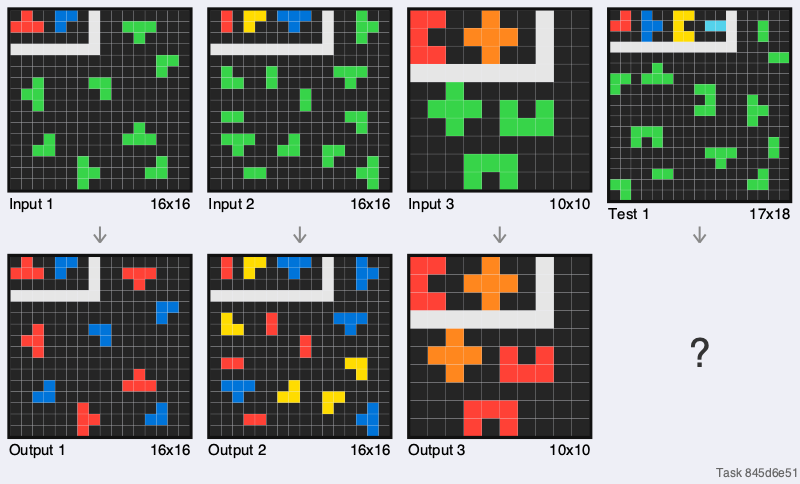 Input 1 16x16
Input 2 16x16
Input 3 10x10
Test 1 17x18
?
Output 1 16x16
Output 2 16x16
Output 3 10x10
Task 845d6e51